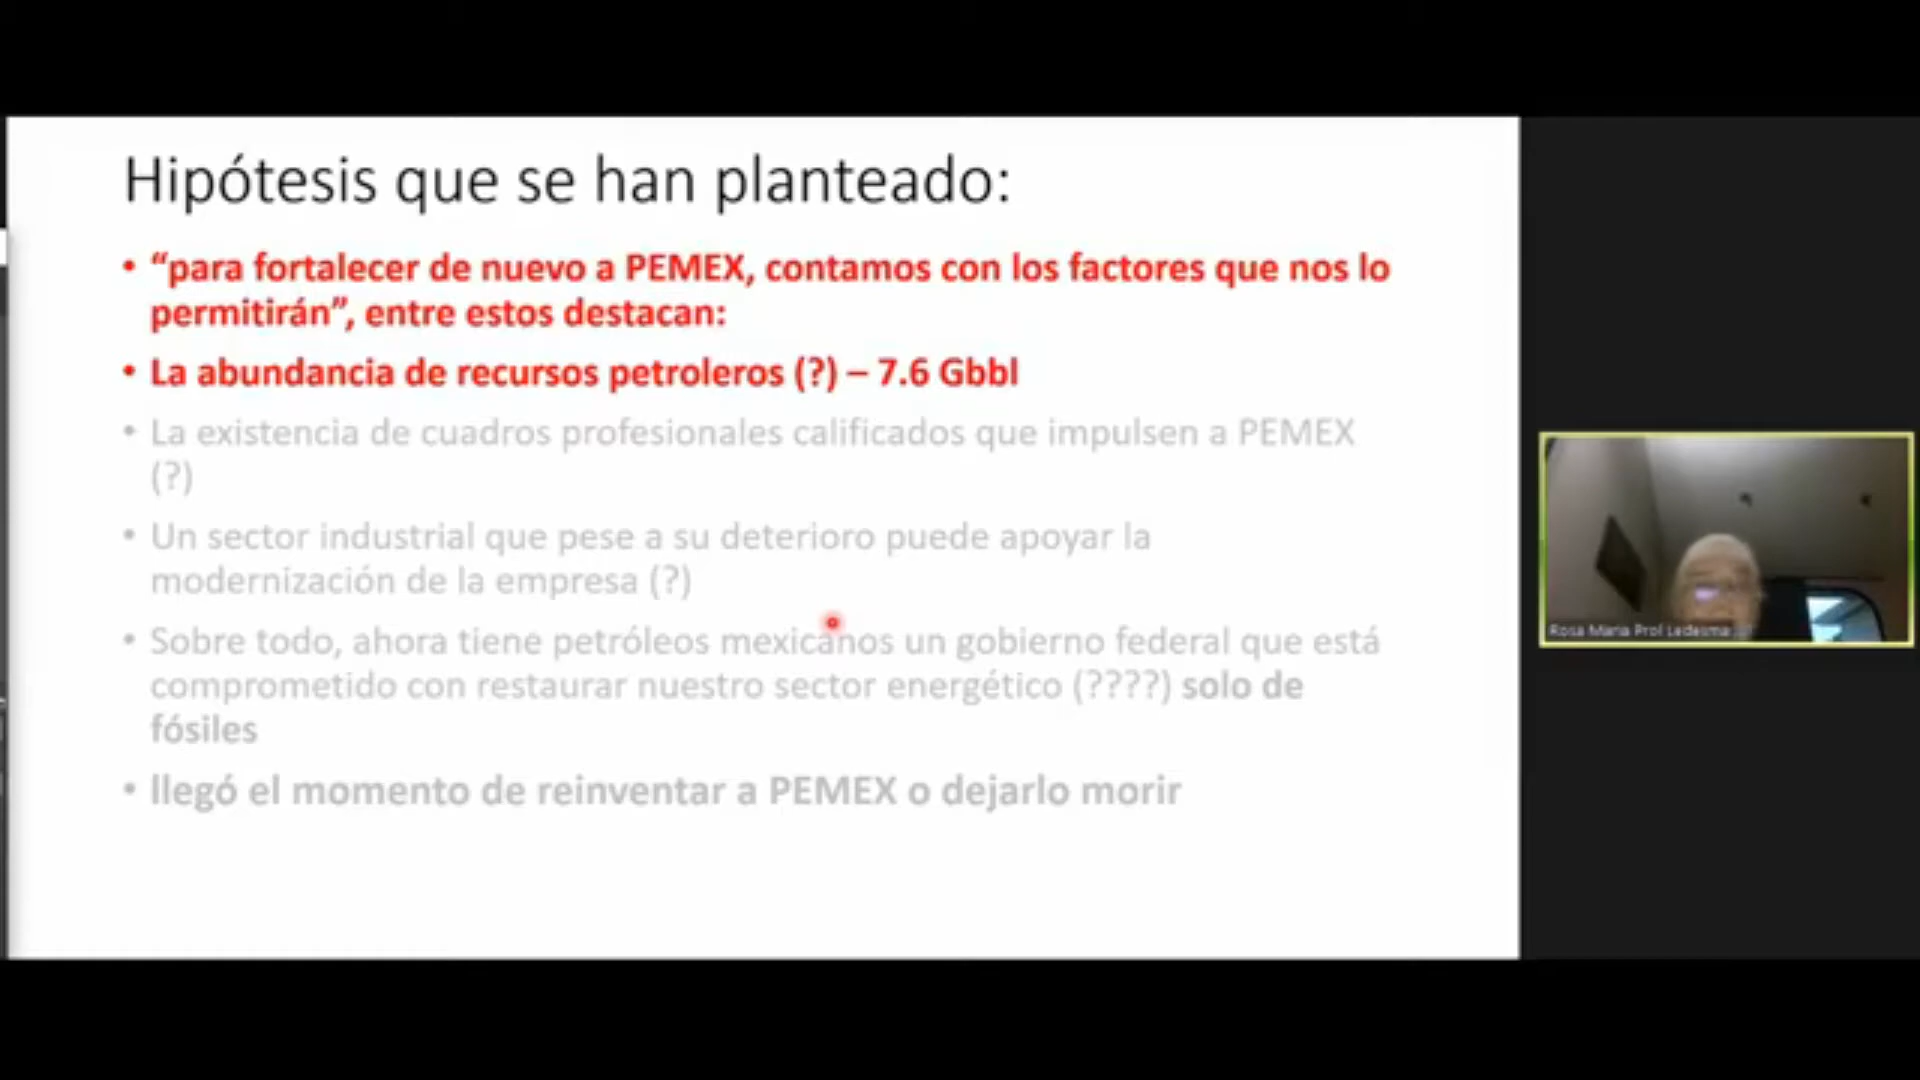 Hipótesis que se han planteado:
• “para fortalecer de nuevo a PEMEX, contamos con los factores que nos lo
permitirán”, entre estos destacan:
• La abundancia de recursos petroleros (?) – 7.6 Gbbl
• La existencia de cuadros profesionales calificados que impulsen a PEMEX
(?)
• Un sector industrial que pese a su deterioro puede apoyar la
modernización de la empresa (?)
• Sobre todo, ahora tiene petróleos mexicanos un gobierno federal que está
comprometido con restaurar nuestro sector energético (????) solo de
fósiles
• llegó el momento de reinventar a PEMEX o dejarlo morir
Rosa Maria Prol Ledesma